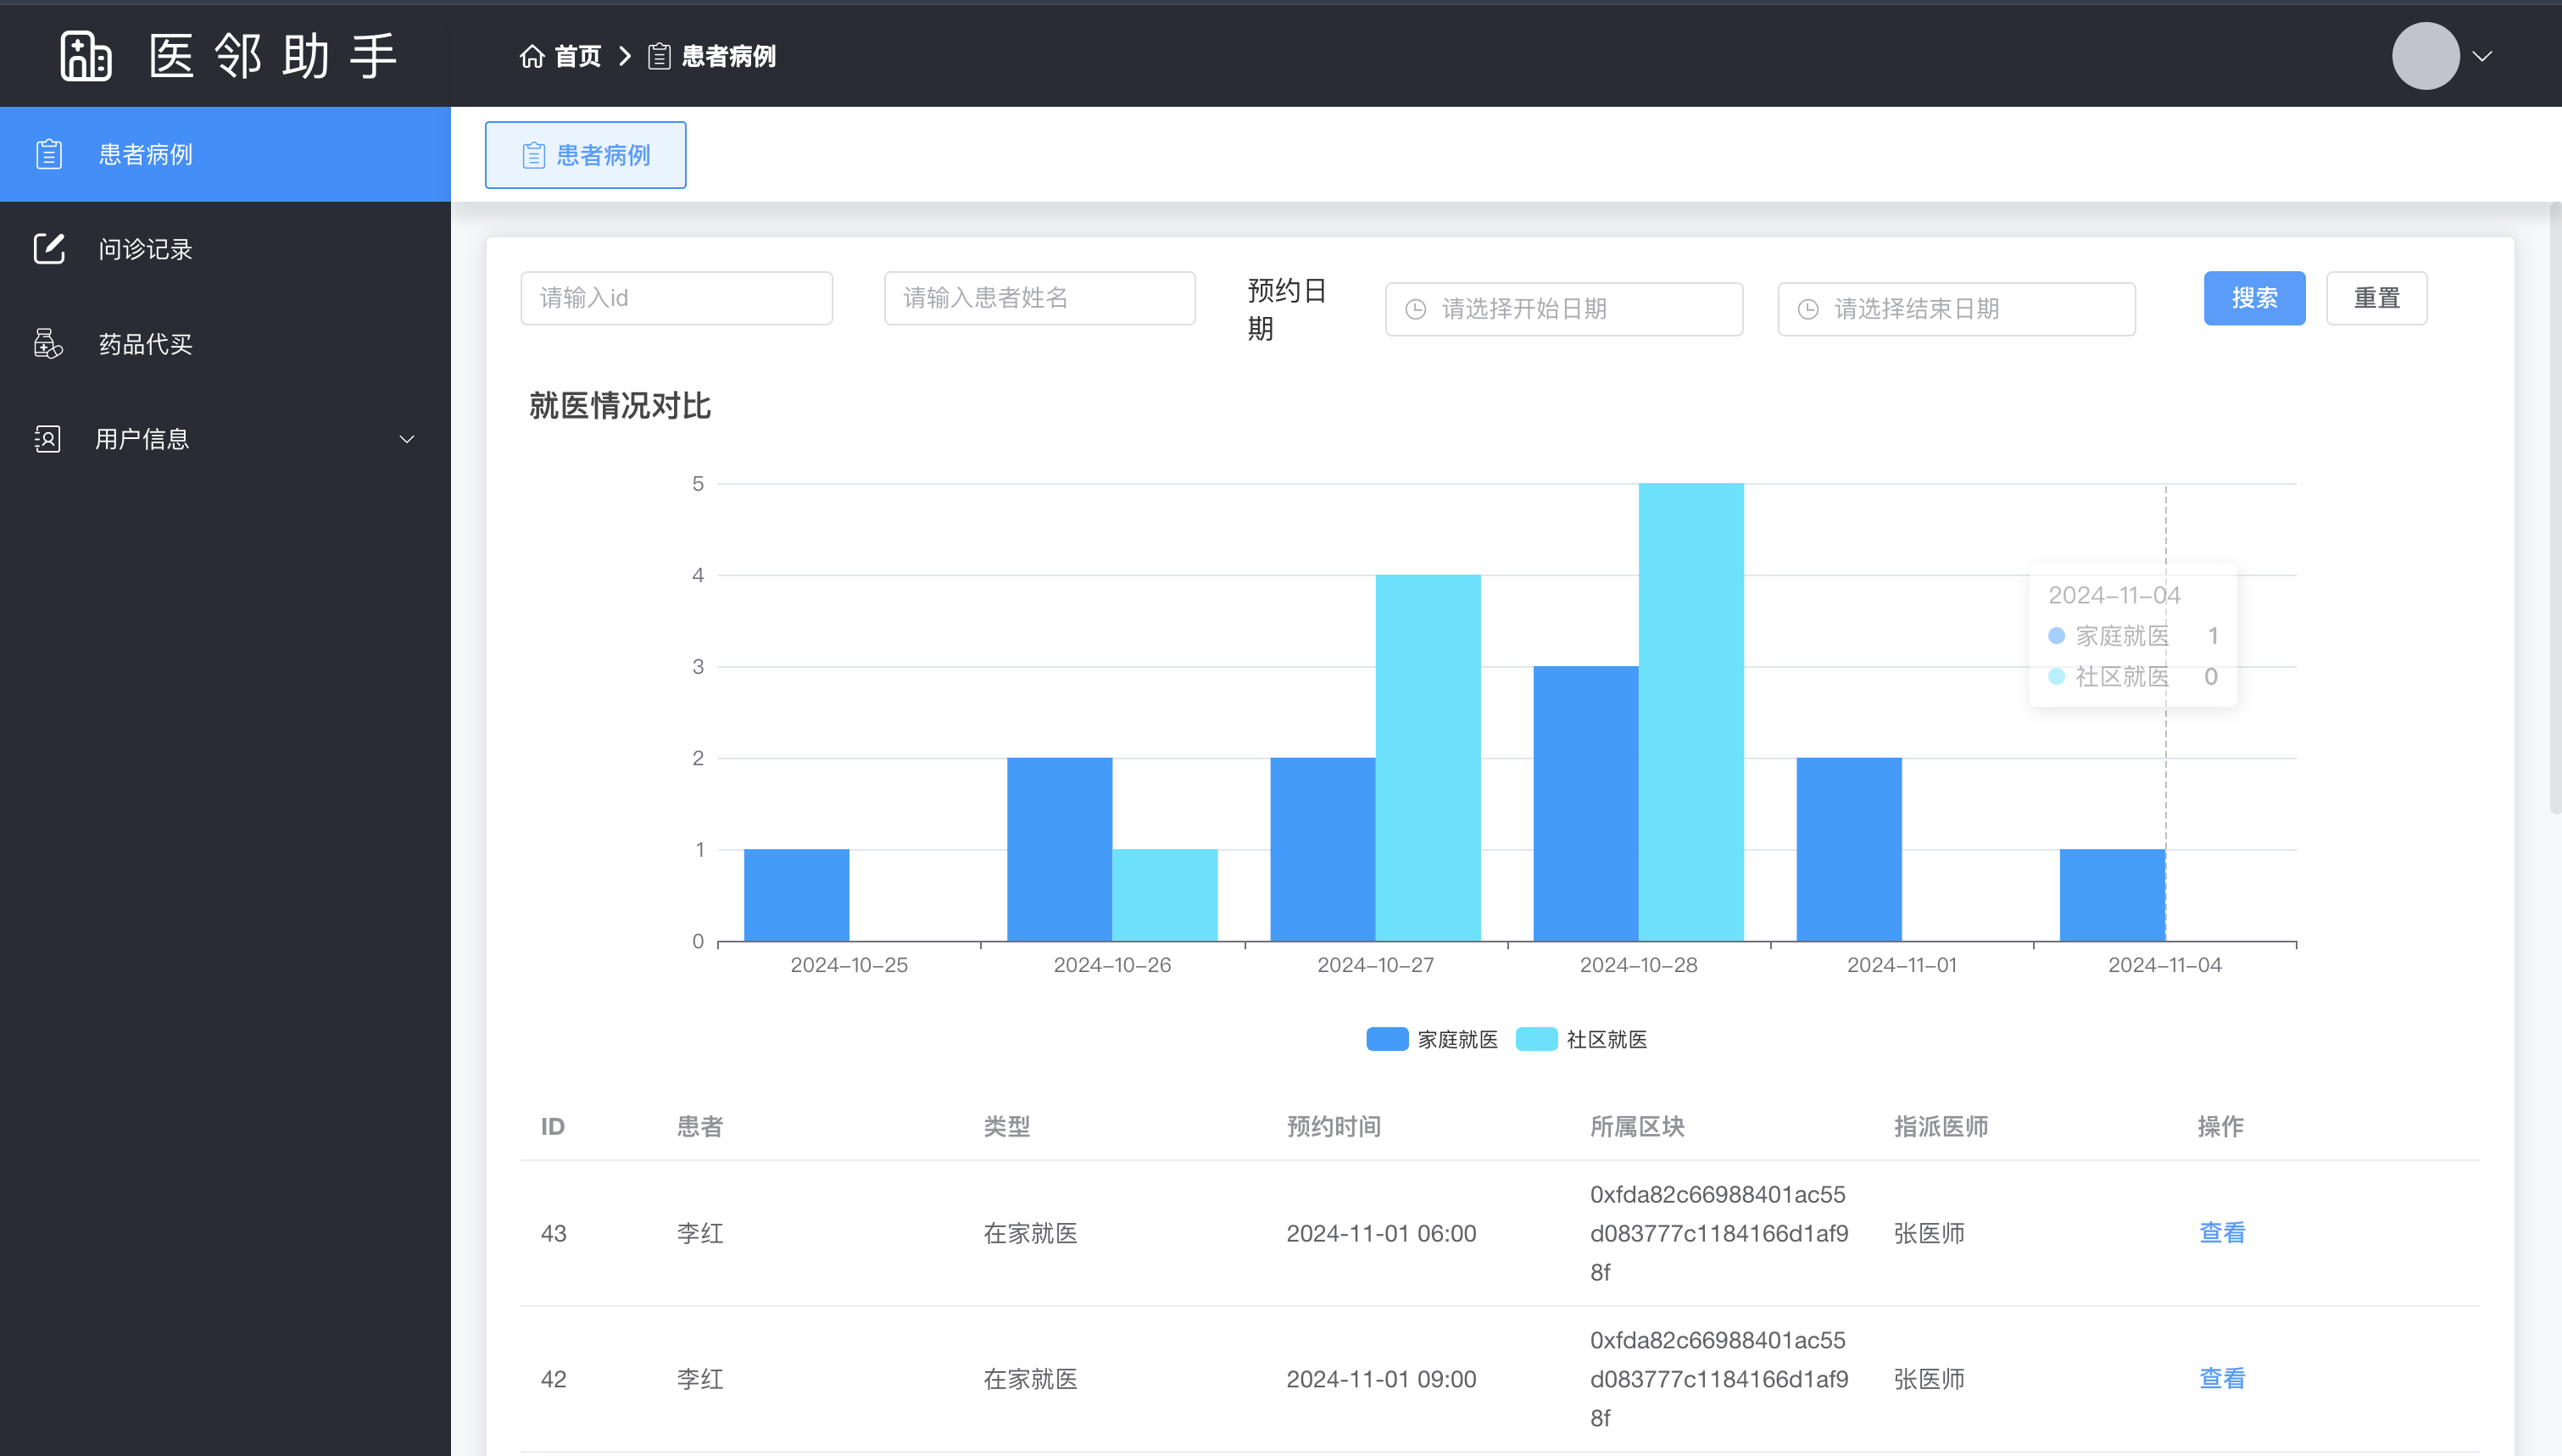 医邻助手
首页
患者病例
患者病例
问诊记录
药品代买
用户信息
患者病例
请输入id
请输入患者姓名
预约日
期
请选择开始日期
请选择结束日期
搜索
重置
就医情况对比
5
4
3
2
1
0
2024-11-04
家庭就医 1
社区就医 0
2024-10-25 2024-10-26 2024-10-27 2024-10-28 2024-11-01 2024-11-04
家庭就医 社区就医
ID 患者 类型 预约时间 所属区块 指派医师 操作
43 李红 在家就医 2024-11-01 06:00
0xfda82c66988401ac55
d083777c1184166d1af9
8f
张医师 查看
42 李红 在家就医 2024-11-01 09:00
0xfda82c66988401ac55
d083777c1184166d1af9
8f
张医师 查看